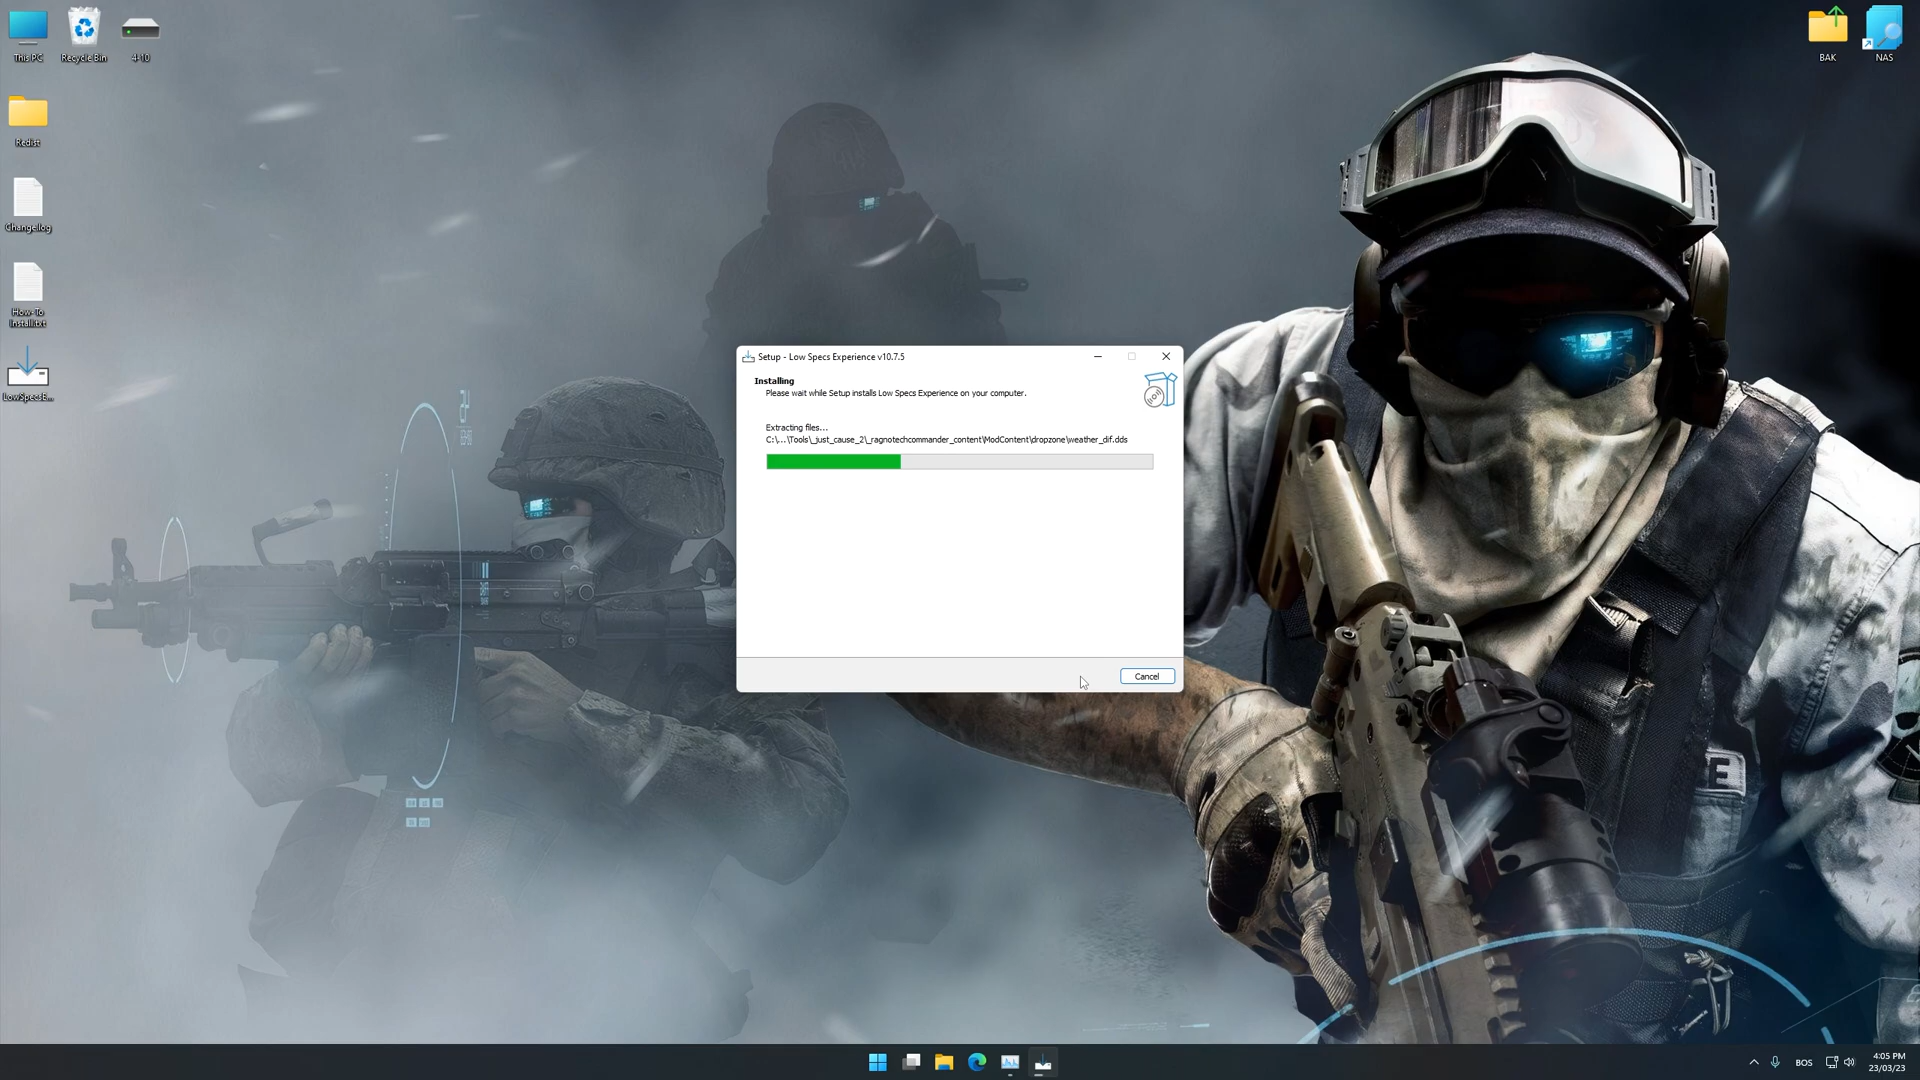 This PC
Recycle Bin
4-10
BAK
NAS
Redist
Changelog
How-To
Install.txt
LowSpecsE...
Setup - Low Specs Experience v10.7.5
Installing
Please wait while Setup installs Low Specs Experience on your computer.
Extracting files...
C:\...\Tools\_just_cause_2\_ragnotechcommander_content\ModContent\dropzone\weather_dif.dds
Cancel
BOS
4:05 PM
23/03/23